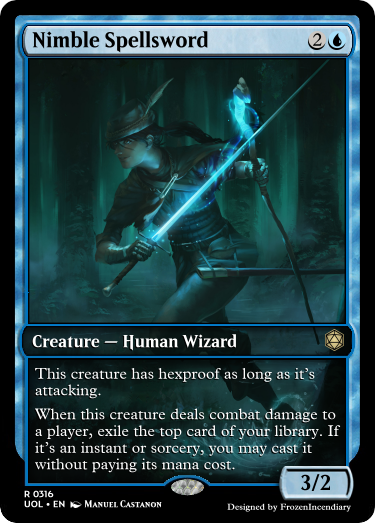 Nimble Spellsword 2
Creature — Human Wizard
This creature has hexproof as long as it's
attacking.
When this creature deals combat damage to
a player, exile the top card of your library. If
it's an instant or sorcery, you may cast it
without paying its mana cost.
3/2
R 0316
UOL • EN Manuel Castanon
Designed by FrozenIncendiary